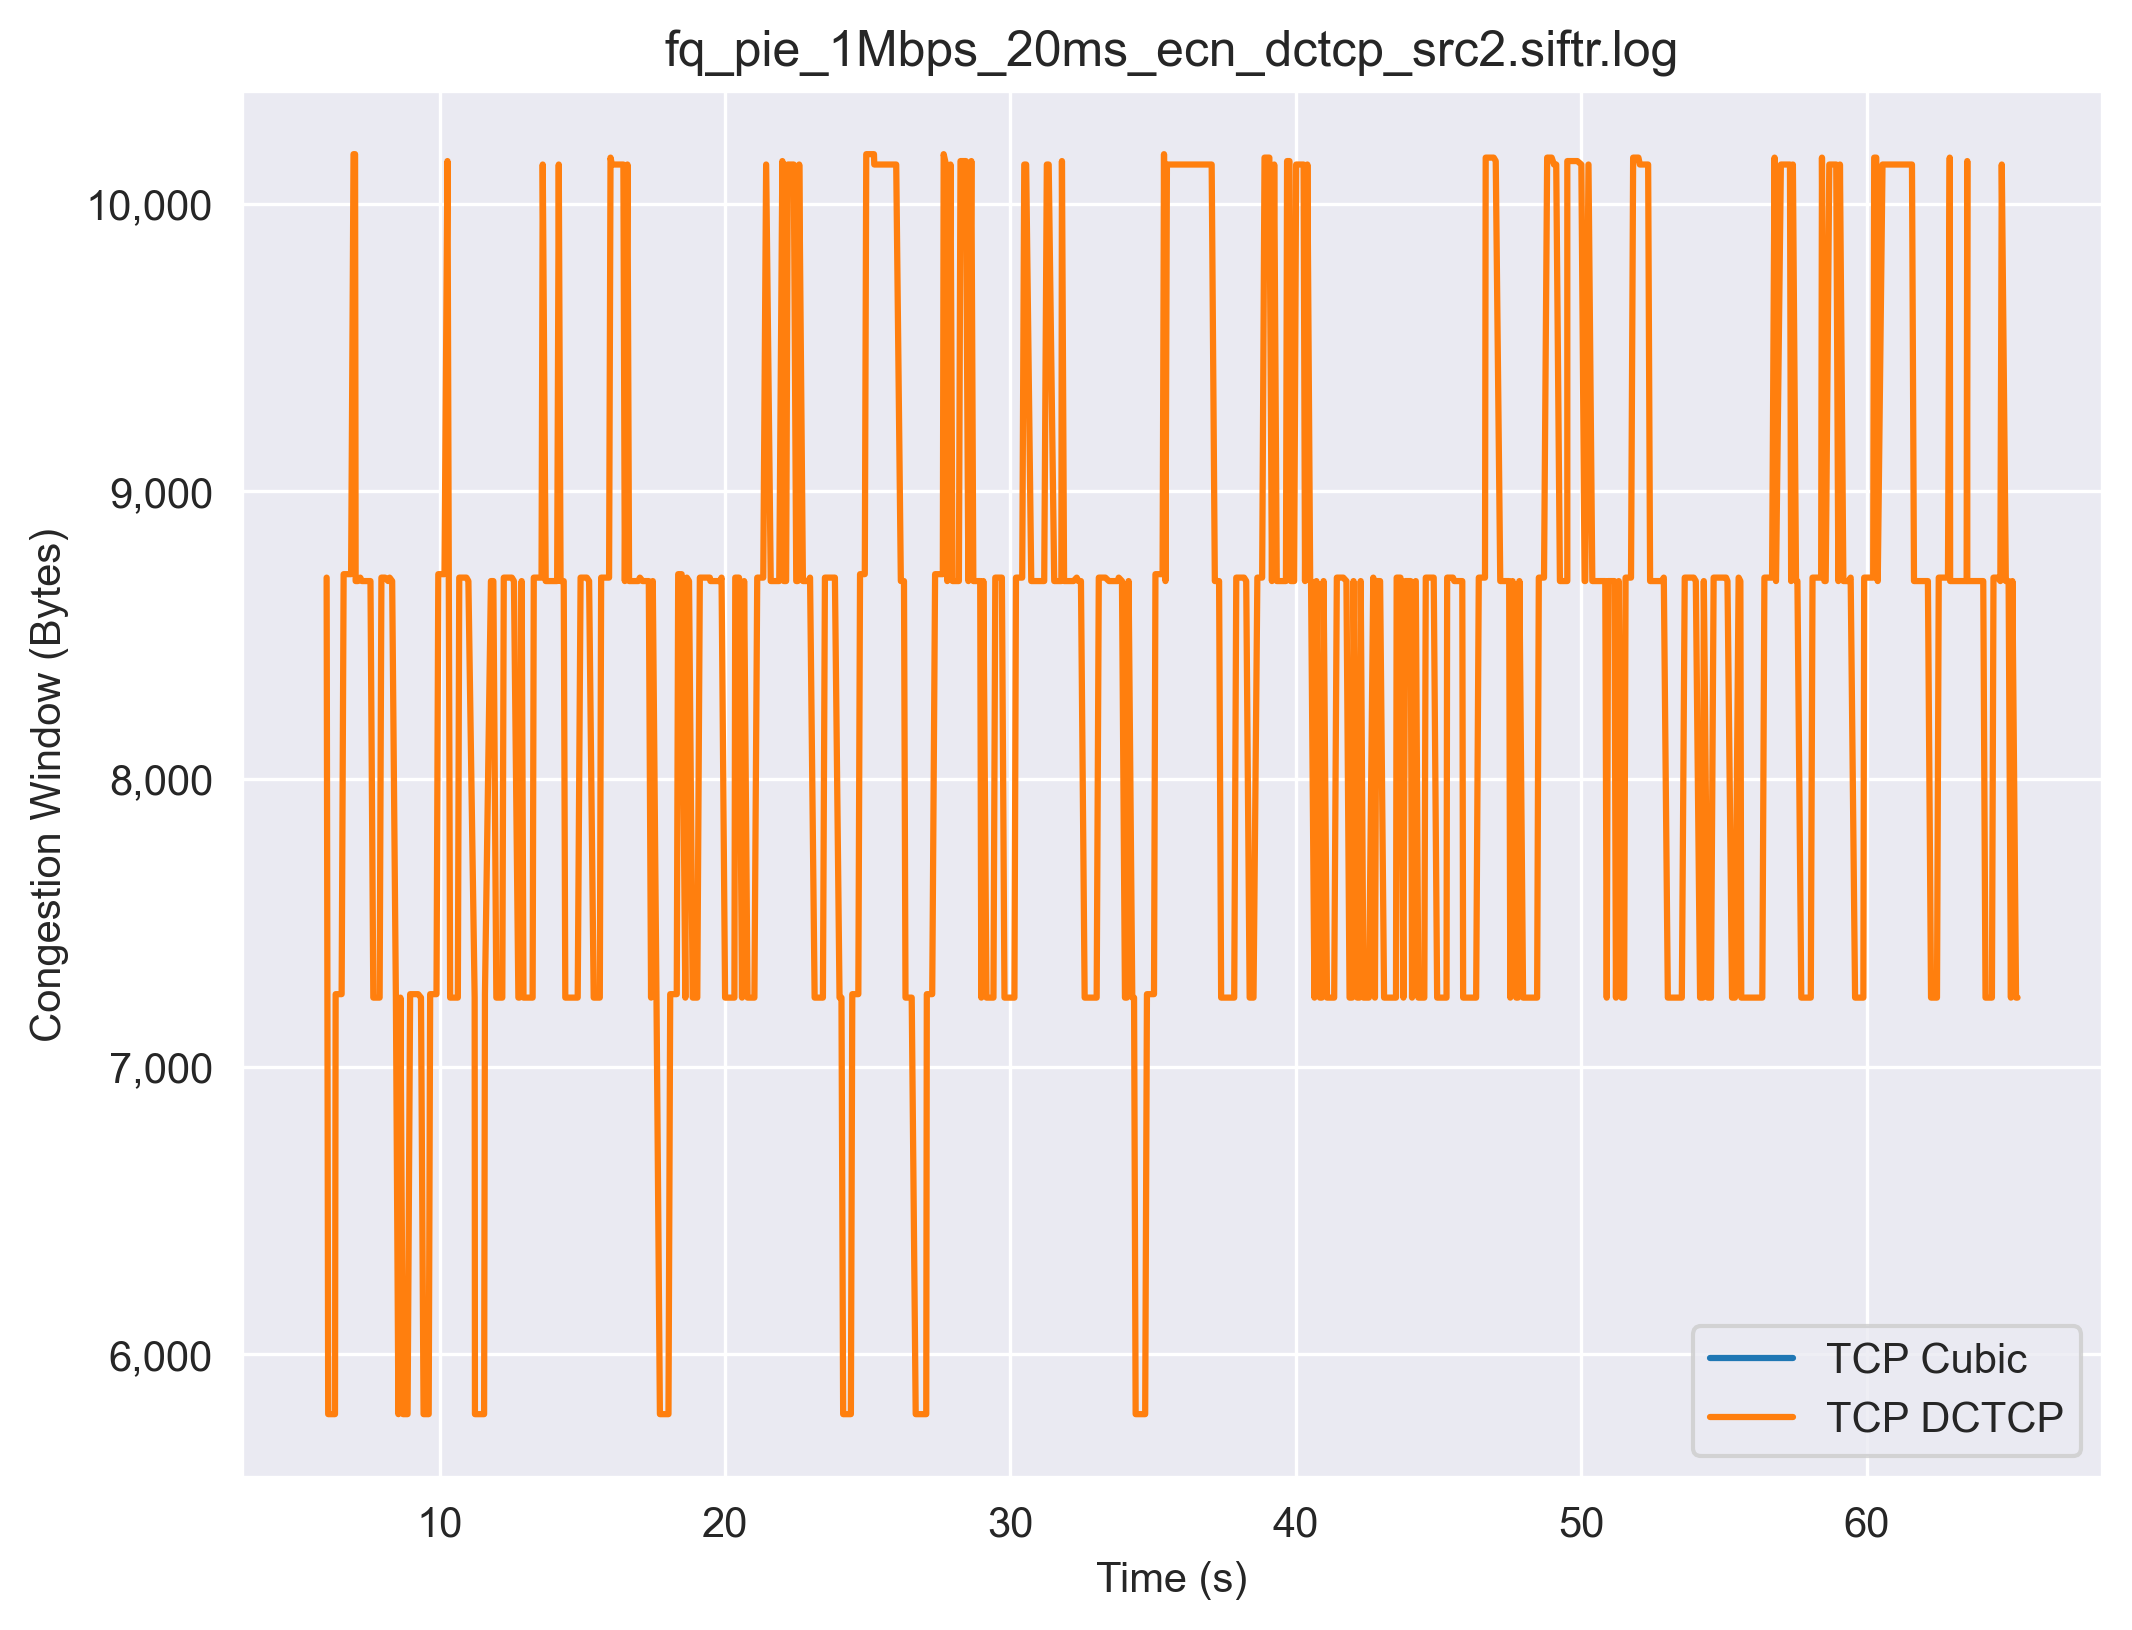 fq_pie_1Mbps_20ms_ecn_dctcp_src2.siftr.log
Congestion Window (Bytes)
10,000
9,000
8,000
7,000
6,000
TCP Cubic
TCP DCTCP
10 20 30 40 50 60
Time (s)